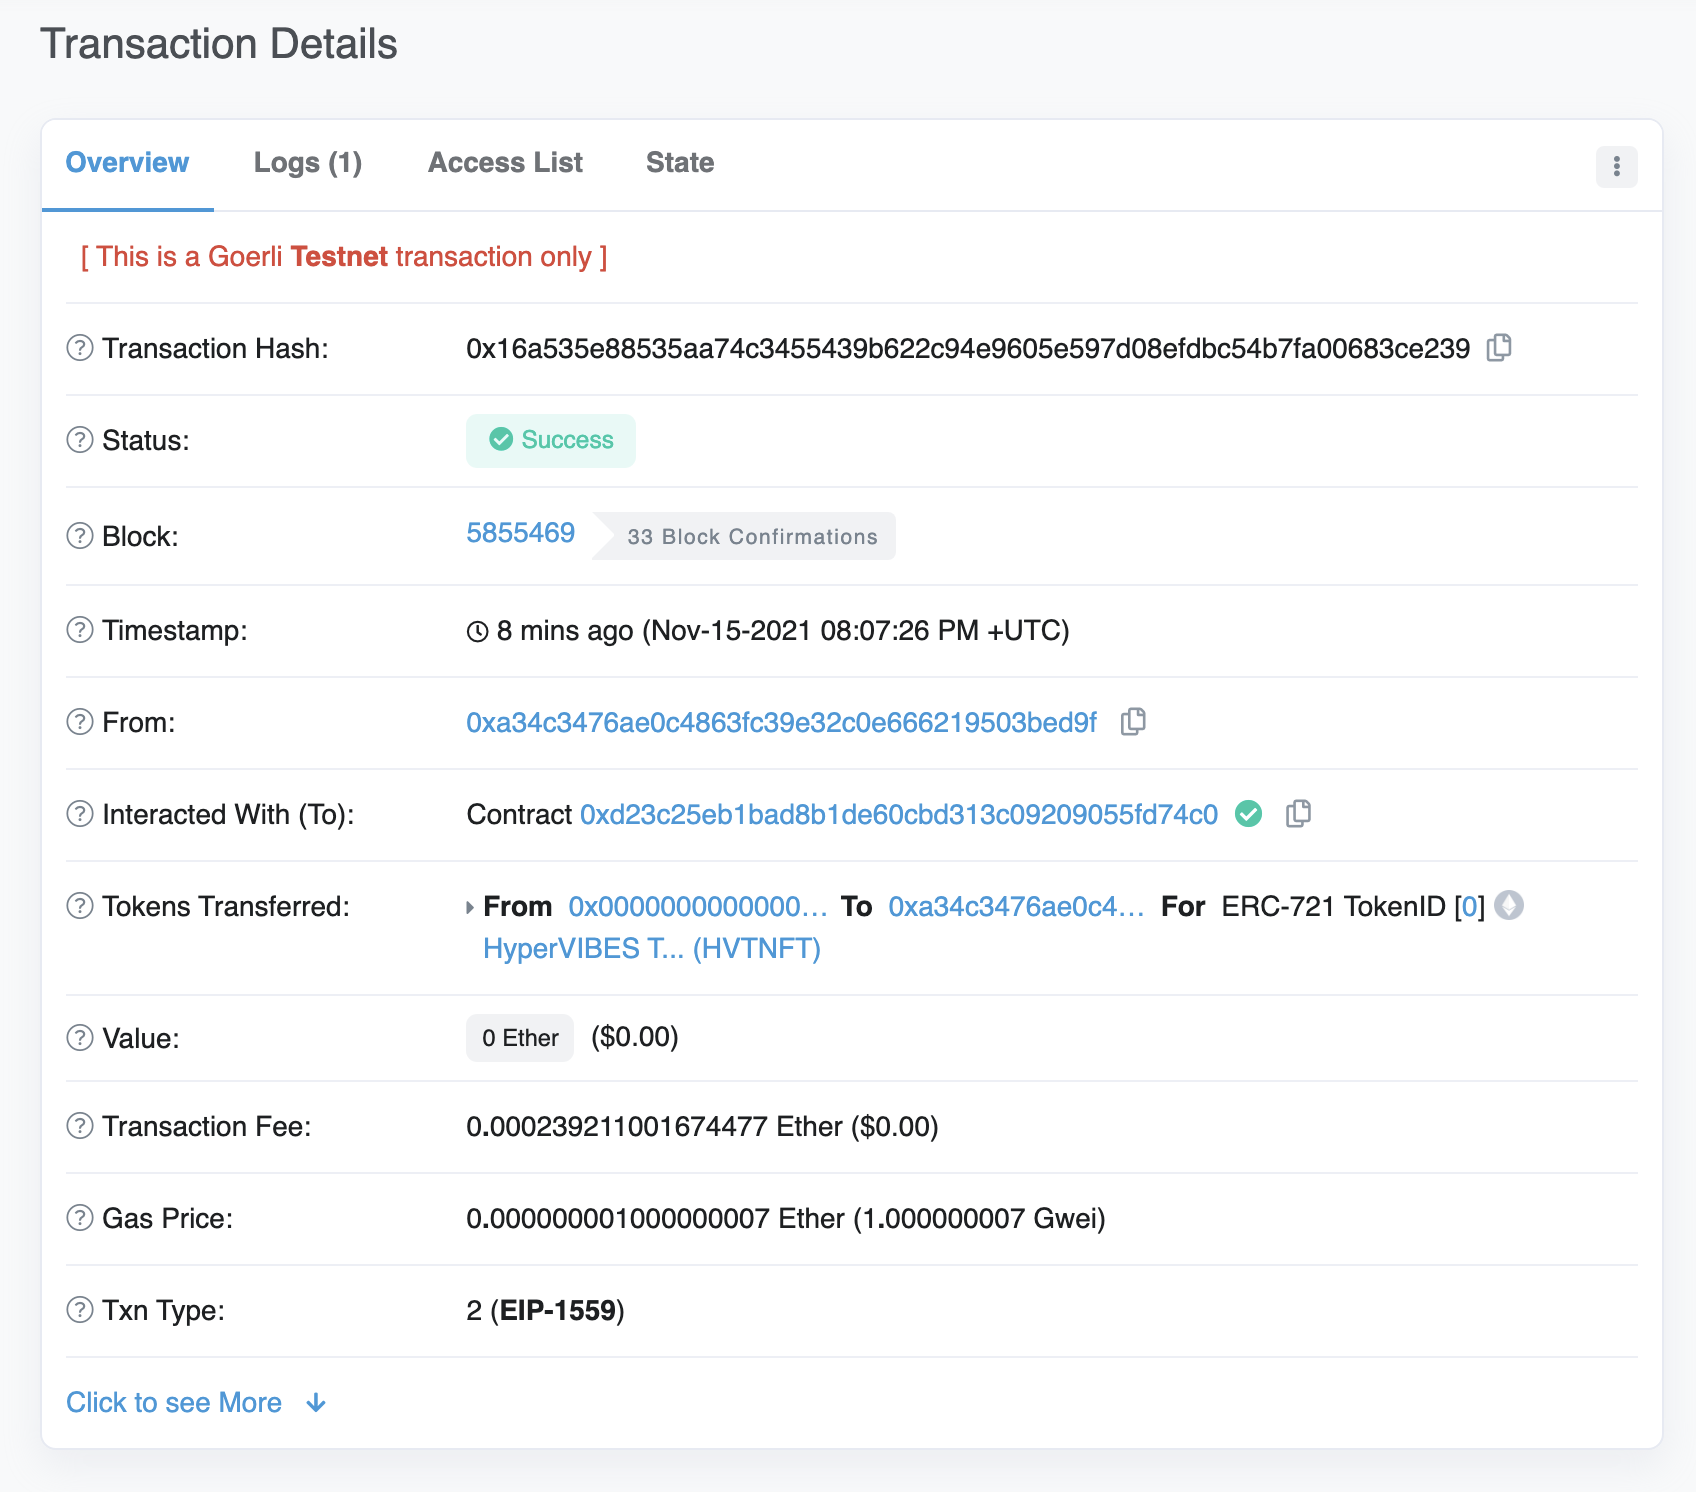 Transaction Details
Overview Logs (1) Access List State
[ This is a Goerli Testnet transaction only ]
Transaction Hash: 0x16a535e88535aa74c3455439b622c94e9605e597d08efdbc54b7fa00683ce239
Status: Success
Block: 5855469 33 Block Confirmations
Timestamp: 8 mins ago (Nov-15-2021 08:07:26 PM +UTC)
From: 0xa34c3476ae0c4863fc39e32c0e666219503bed9f
Interacted With (To): Contract 0xd23c25eb1bad8b1de60cbd313c09209055fd74c0
Tokens Transferred: From 0x0000000000000... To 0xa34c3476ae0c4... For ERC-721 TokenID [0]
HyperVIBES T... (HVTNFT)
Value: 0 Ether ($0.00)
Transaction Fee: 0.000239211001674477 Ether ($0.00)
Gas Price: 0.000000001000000007 Ether (1.000000007 Gwei)
Txn Type: 2 (EIP-1559)
Click to see More